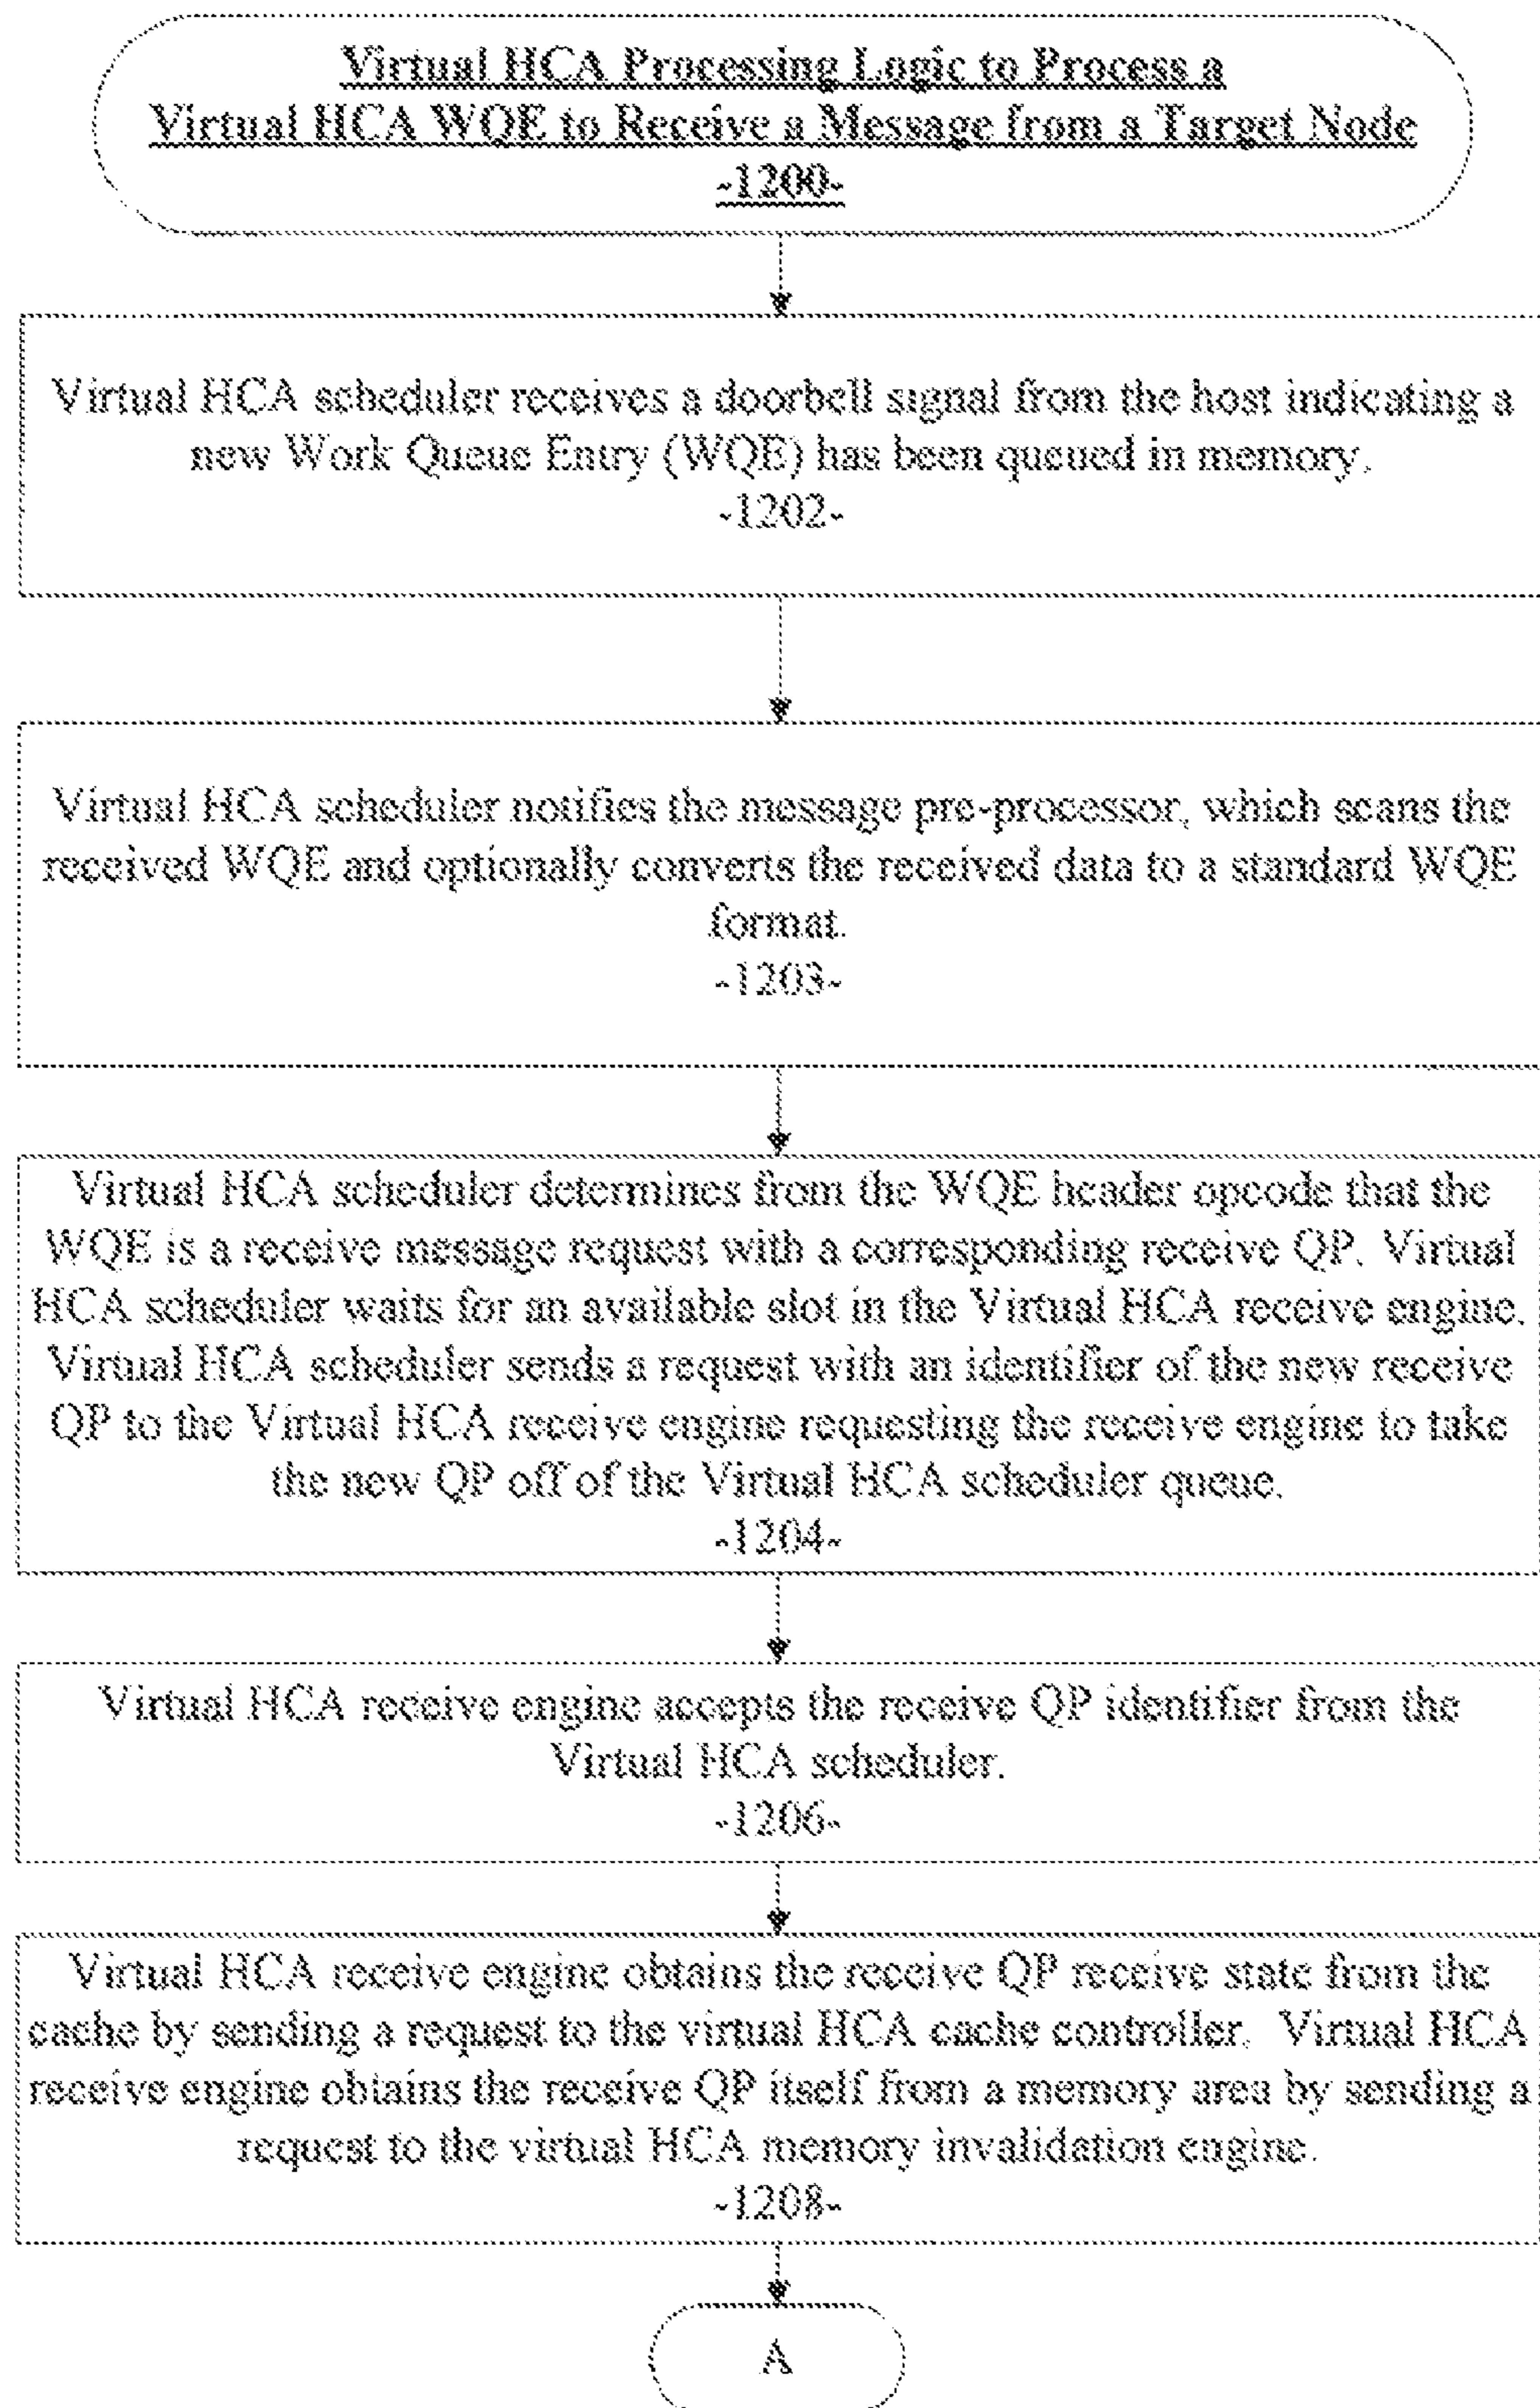 Virtual HCA Processing Logic to Process a
Virtual HCA WQE to Receive a Message from a Target Node
-1200-
Virtual HCA scheduler receives a doorbell signal from the host indicating a
new Work Queue Entry (WQE) has been queued in memory.
-1202-
Virtual HCA scheduler notifies the message pre-processor, which scans the
received WQE and optionally converts the received data to a standard WQE
format.
-1203-
Virtual HCA scheduler determines from the WQE header opcode that the
WQE is a receive message request with a corresponding receive QP. Virtual
HCA scheduler waits for an available slot in the Virtual HCA receive engine.
Virtual HCA scheduler sends a request with an identifier of the new receive
QP to the Virtual HCA receive engine requesting the receive engine to take
the new QP off of the Virtual HCA scheduler queue.
-1204-
Virtual HCA receive engine accepts the receive QP identifier from the
Virtual HCA scheduler.
-1206-
Virtual HCA receive engine obtains the receive QP receive state from the
cache by sending a request to the virtual HCA cache controller. Virtual HCA
receive engine obtains the receive QP itself from a memory area by sending a
request to the virtual HCA memory invalidation engine.
-1208-
A